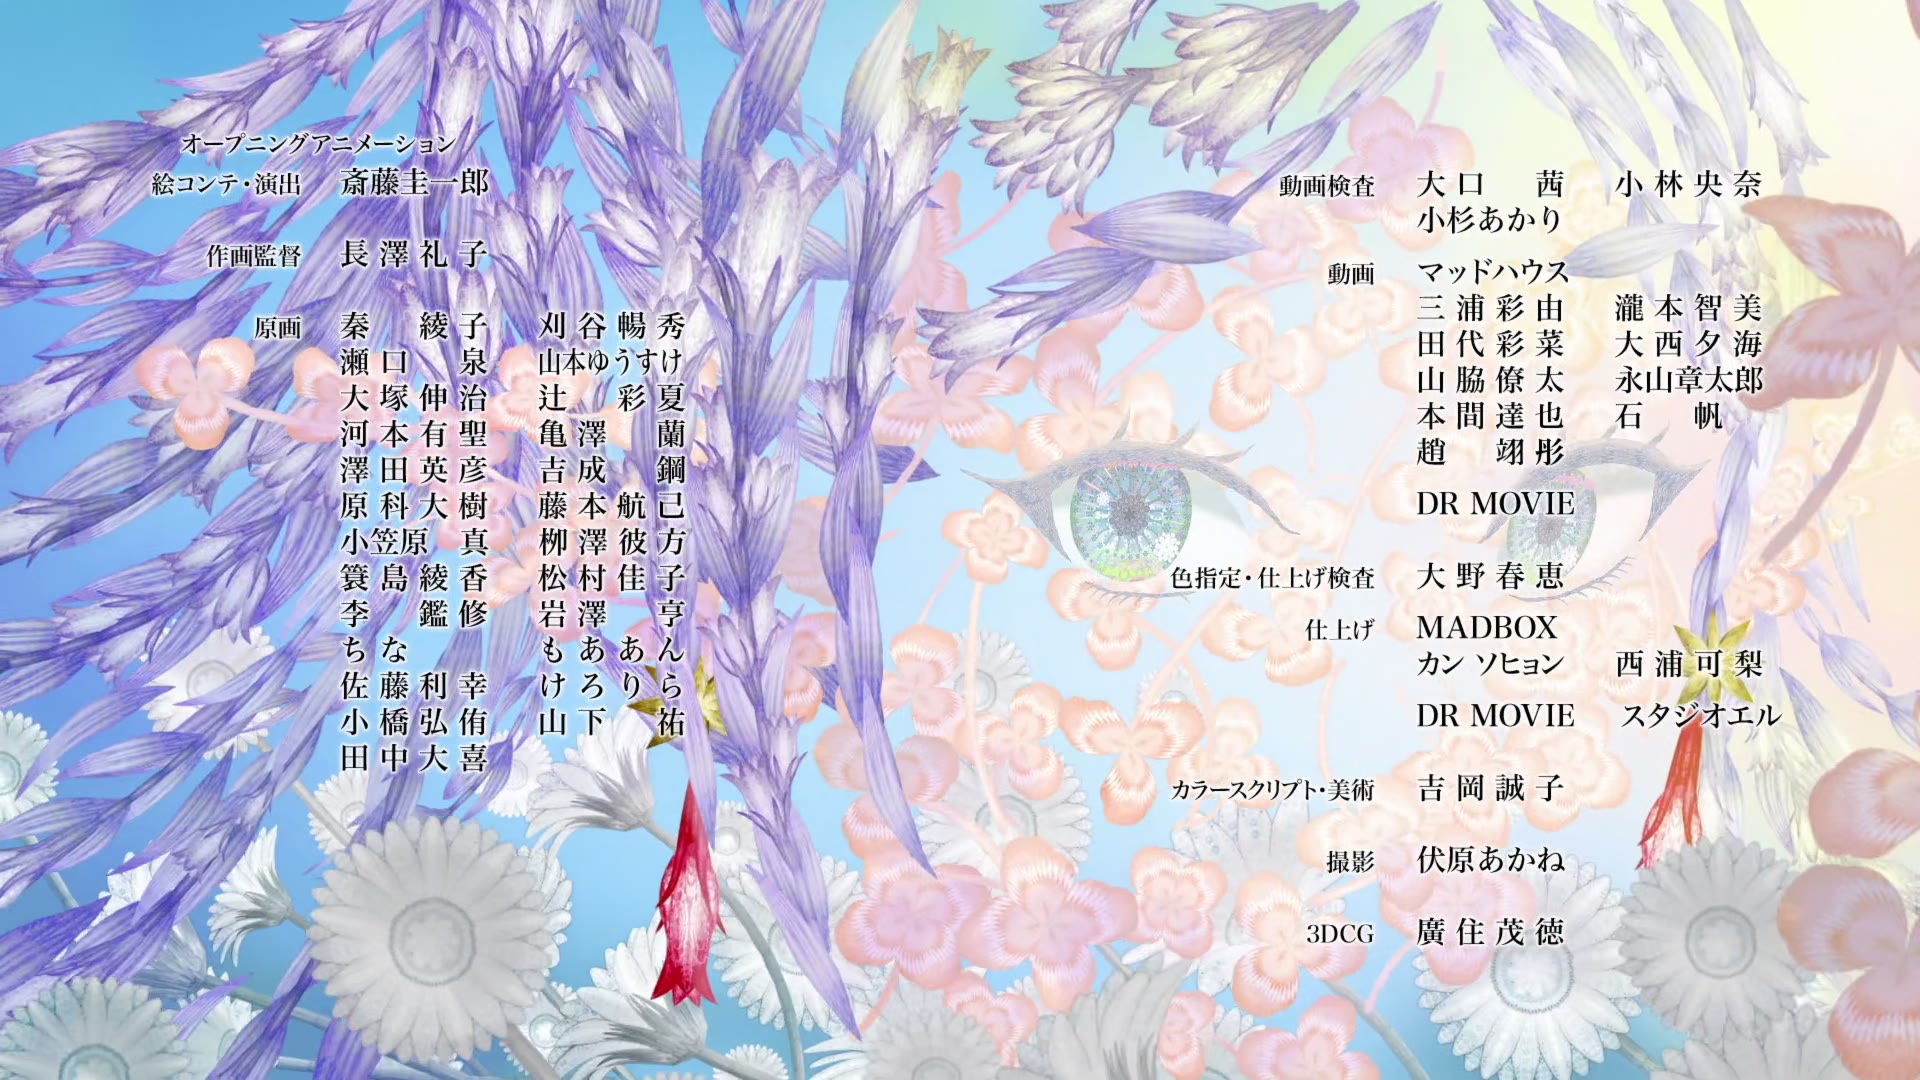 オープニングアニメーション
絵コンテ・演出 斎藤圭一郎
作画監督 長澤礼子
原画 秦 綾子 刈谷暢秀
瀬口 泉 山本ゆうすけ
大塚伸治 辻 彩夏
河本有聖 亀澤 蘭
澤田英彦 吉成 鋼
原科大樹 藤本航己
小笠原 真 柳澤彼方
簑島綾香 松村佳子
李 鑑修 岩澤 亨
ちな もああん
佐藤利幸 けろりら
小橋弘侑 山下 祐
田中大喜
動画検査 大口 茜 小林央奈
小杉あかり
動画 マッドハウス
三浦彩由 瀧本智美
田代彩菜 大西夕海
山脇僚太 永山章太郎
本間達也 石 帆
趙 翊彤
DR MOVIE
色指定・仕上げ検査 大野春恵
仕上げ MADBOX
カン ソヒョン 西浦可梨
DR MOVIE スタジオエル
カラースクリプト・美術 吉岡誠子
撮影 伏原あかね
3DCG 廣住茂徳